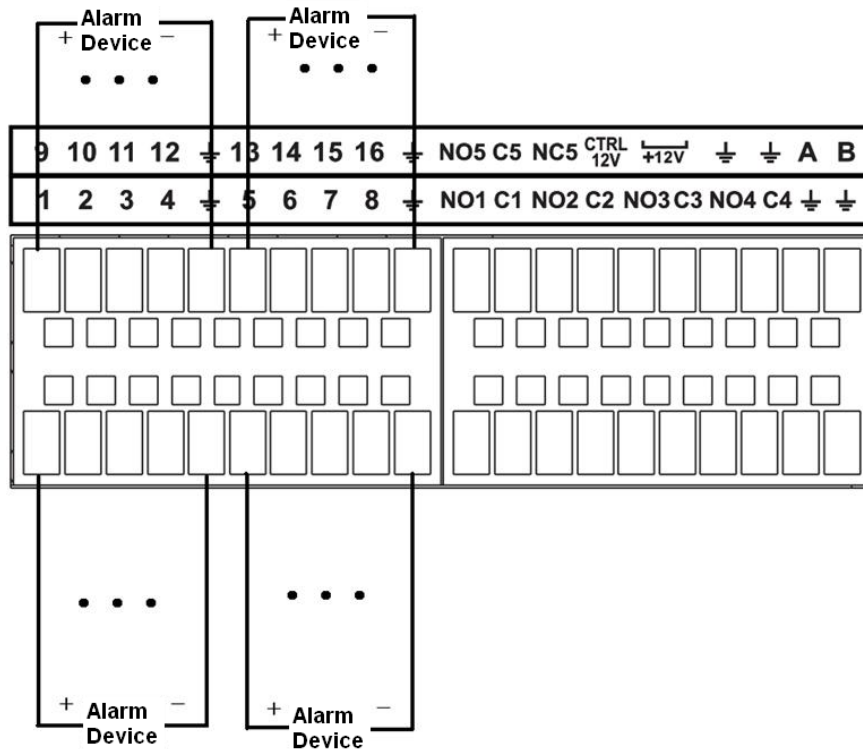 Alarm
+ Device −
Alarm
+ Device −
9 10 11 12 ⏚ 13 14 15 16 ⏚ NO5 C5 NC5 CTRL 12V +12V ⏚ ⏚ A B
1 2 3 4 ⏚ 5 6 7 8 ⏚ NO1 C1 NO2 C2 NO3 C3 NO4 C4 ⏚ ⏚
+ Alarm −
Device
+ Alarm −
Device